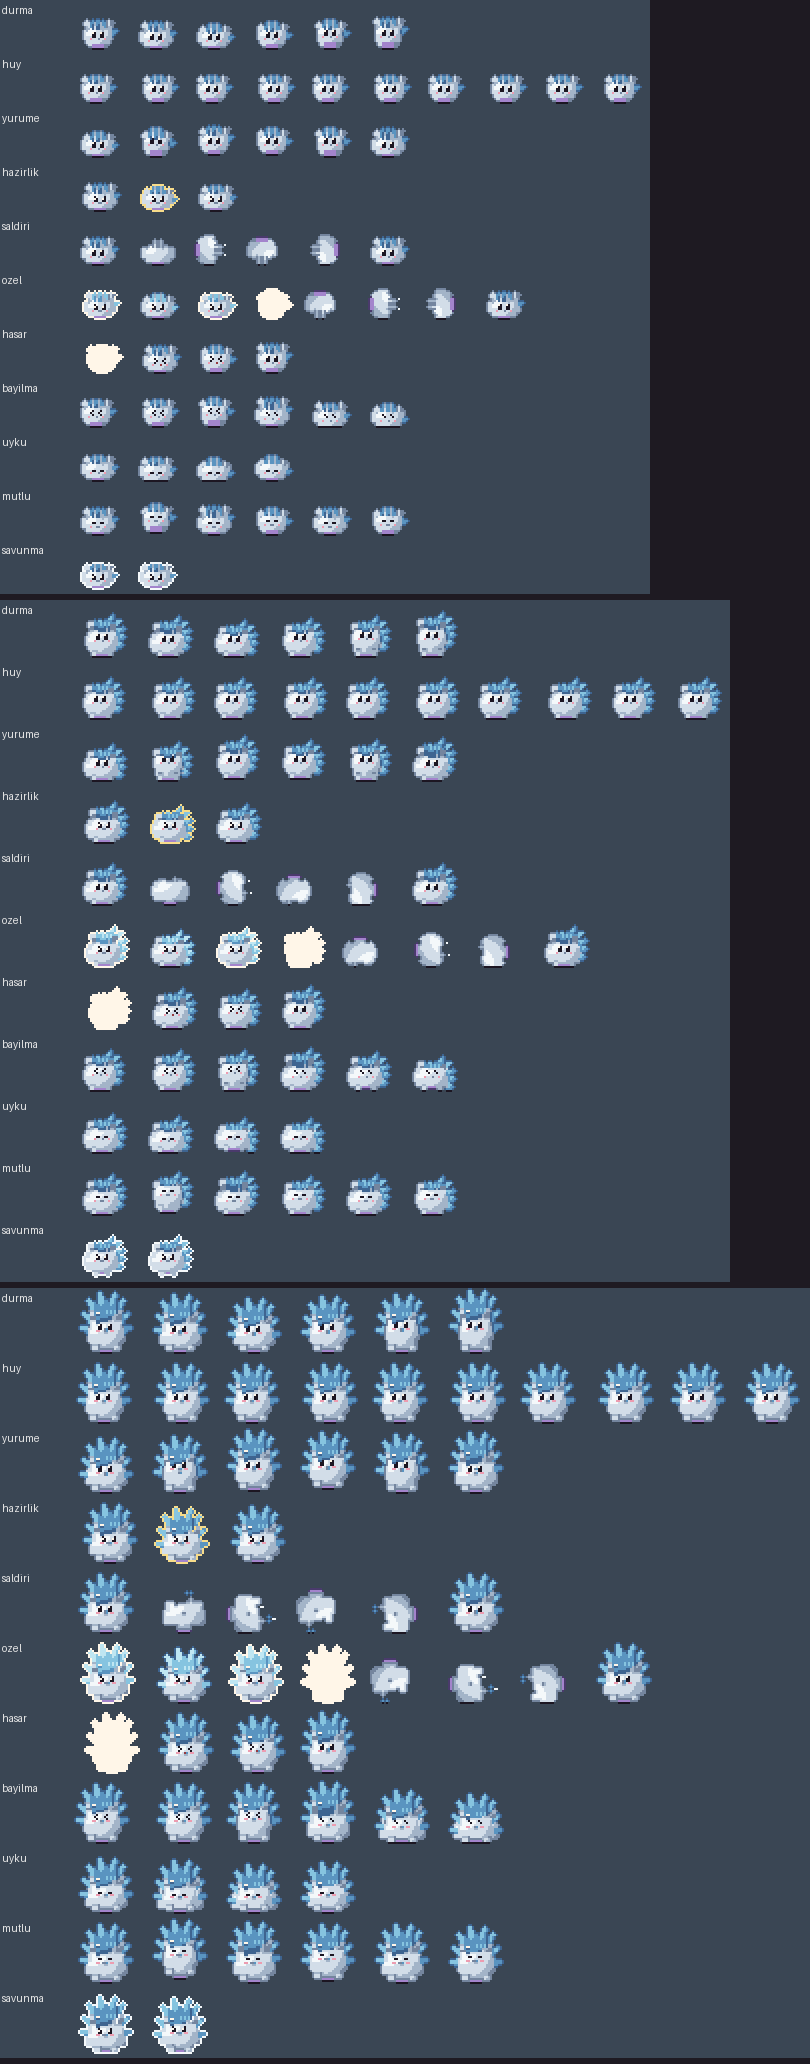 durma
huy
yurume
hazirlik
saldiri
ozel
hasar
bayilma
uyku
mutlu
savunma
durma
huy
yurume
hazirlik
saldiri
ozel
hasar
bayilma
uyku
mutlu
savunma
durma
huy
yurume
hazirlik
saldiri
ozel
hasar
bayilma
uyku
mutlu
savunma